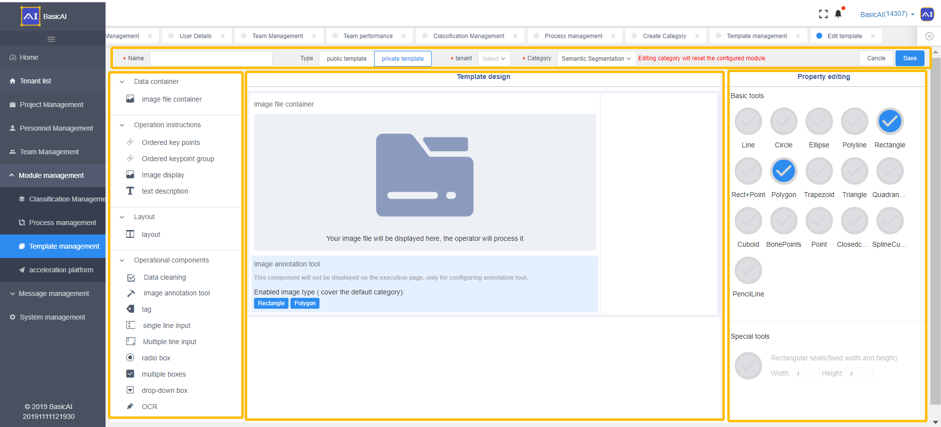 BasicAI
BasicAI(14307)
Management × User Details × Team Management × Team performance × Classification Management × Process management × Create Category × Template management × Edit template ×
* Name Type public template private template * tenant Select * Category Semantic Segmentation Editing category will reset the configured module. Cancle Save
Home
Tenant list
Project Management
Personnel Management
Team Management
Module management
Classification Manageme
Process management
Template management
acceleration platform
Message management
System management
© 2019 BasicAI
20191111121930
Data container
image file container
Operation instructions
Ordered key points
Ordered keypoint group
Image display
text description
Layout
layout
Operational components
Data cleaning
image annotation tool
tag
single line input
Multiple line input
radio box
multiple boxes
drop-down box
OCR
Template design
image file container
Your image file will be displayed here, the operator will process it
image annotation tool
This component will not be displayed on the execution page, only for configuring annotation tool.
Enabled image type ( cover the default category):
Rectangle Polygon
Property editing
Basic tools
Line Circle Ellipse Polyline Rectangle
Rect+Point Polygon Trapezoid Triangle Quadran...
Cuboid BonePoints Point Closedc... SplineCu...
PencilLine
Special tools
Rectangular seals(fixed width and height)
Width: 4 Height: 4